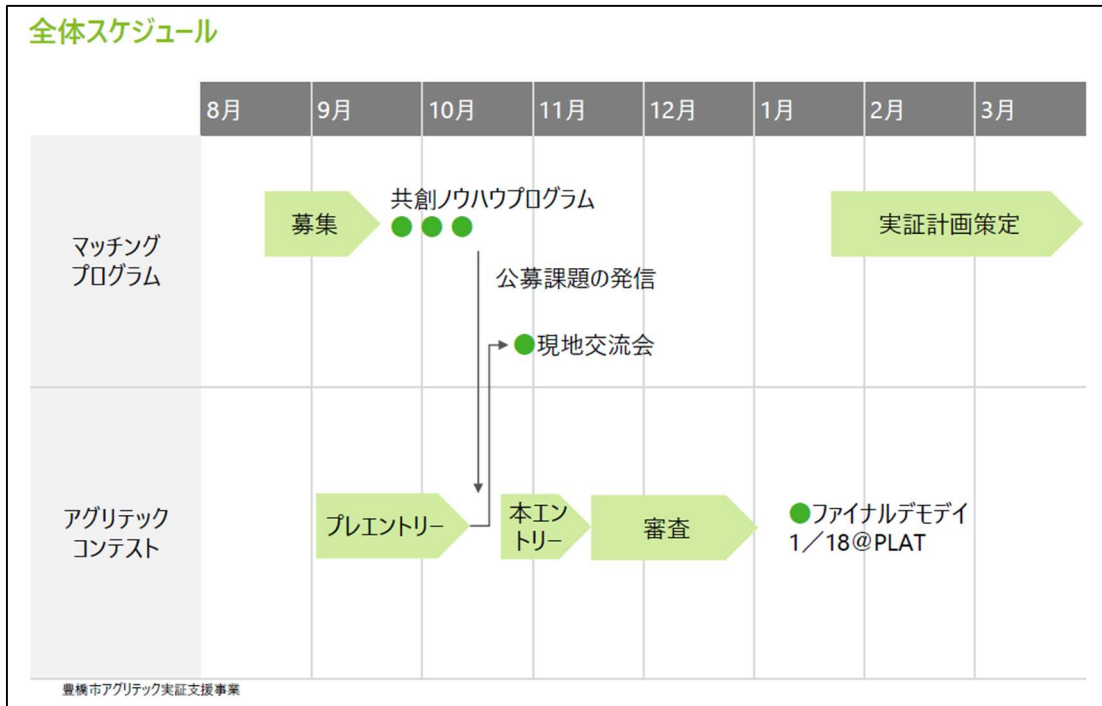 全体スケジュール
8月
9月
10月
11月
12月
1月
2月
3月
マッチング
プログラム
募集
共創ノウハウプログラム
実証計画策定
公募課題の発信
現地交流会
アグリテック
コンテスト
プレエントリー
本エン
トリー
審査
ファイナルデモデイ
1／18@PLAT
豊橋市アグリテック実証支援事業